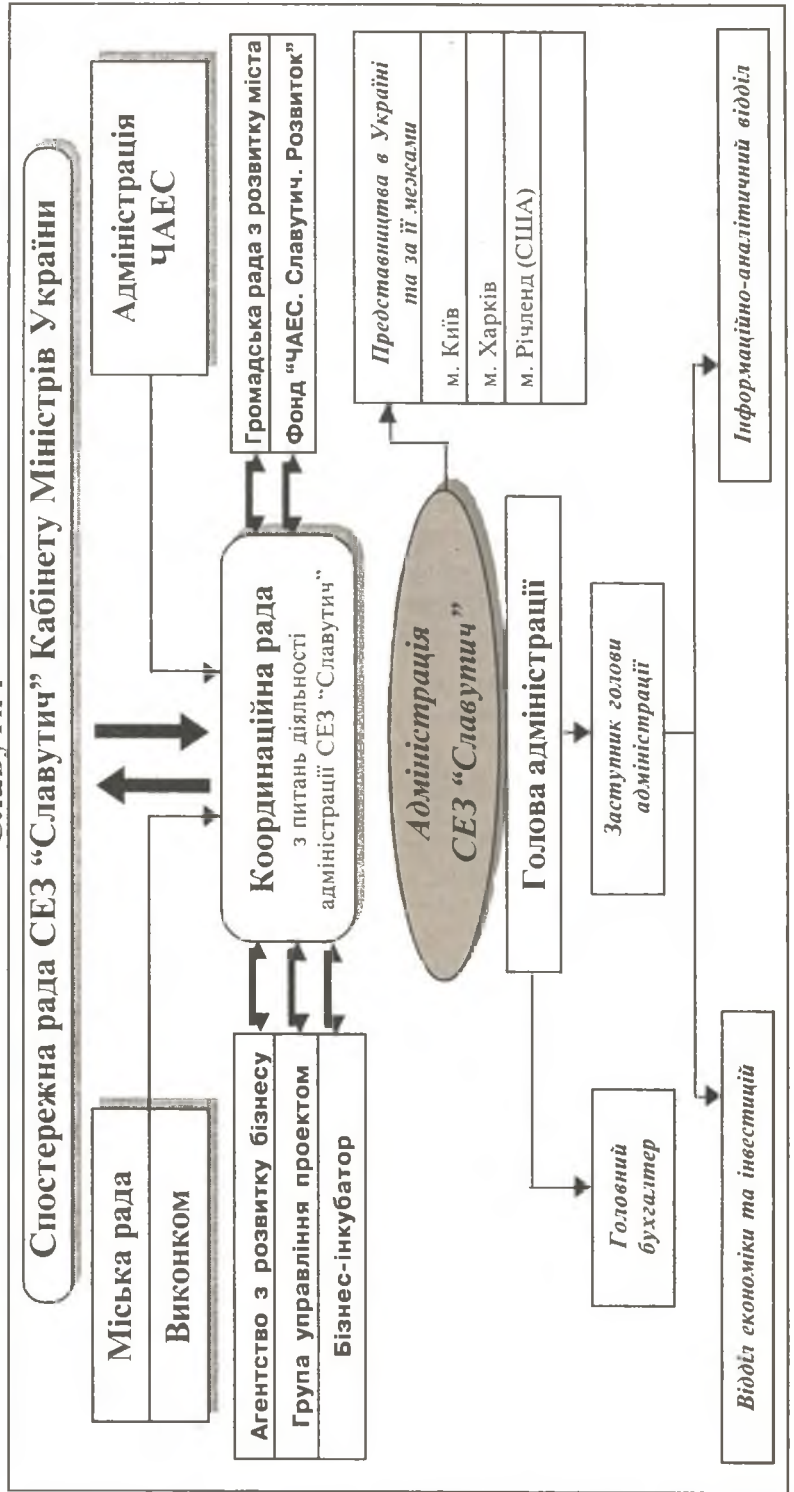 Спостережна рада СЕЗ “Славутич” Кабінету Міністрів України
Міська рада
Виконком
Адміністрація
ЧАЕС
Агентство з розвитку бізнесу
Група управління проектом
Бізнес-інкубатор
Координаційна рада
з питань діяльності
адміністрації СЕЗ “Славутич”
Громадська рада з розвитку міста
Фонд “ЧАЕС. Славутич. Розвиток”
Адміністрація
СЕЗ “Славутич”
Представництва в Україні
та за її межами
м. Київ
м. Харків
м. Річленд (США)
Голова адміністрації
Головний
бухгалтер
Заступник голови
адміністрації
Відділ економіки та інвестицій
Інформаційно-аналітичний відділ